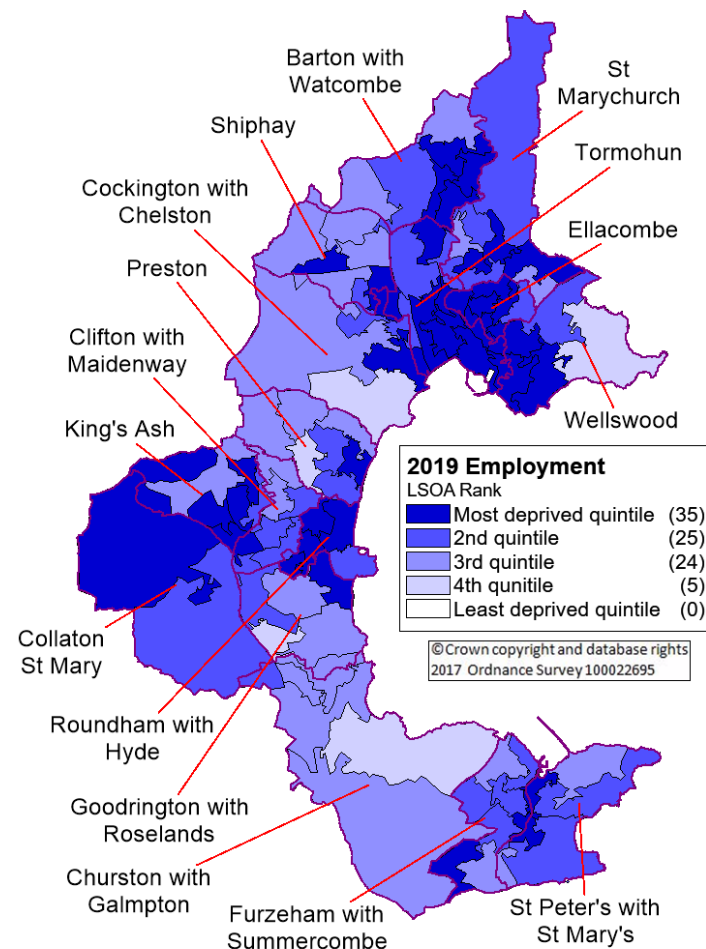 Barton with
Watcombe
St
Marychurch
Shiphay
Tormohun
Cockington with
Chelston
Ellacombe
Preston
Clifton with
Maidenway
Wellswood
King's Ash
2019 Employment
LSOA Rank
Most deprived quintile (35)
2nd quintile (25)
3rd quintile (24)
4th qunitile (5)
Least deprived quintile (0)
©Crown copyright and database rights
2017 Ordnance Survey 100022695
Collaton
St Mary
Roundham with
Hyde
Goodrington with
Roselands
Churston with
Galmpton
Furzeham with
Summercombe
St Peter's with
St Mary's